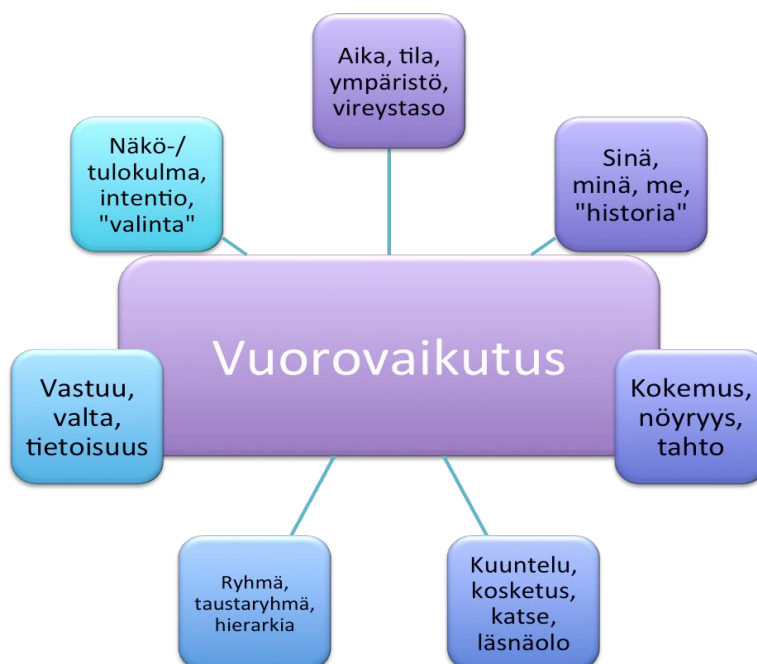 Aika, tila,
ympäristö,
vireystaso
Näkö-/
tulokulma,
intentio,
"valinta"
Sinä,
minä, me,
"historia"
Vuorovaikutus
Vastuu,
valta,
tietoisuus
Kokemus,
nöyryys,
tahto
Ryhmä,
taustaryhmä,
hierarkia
Kuuntelu,
kosketus,
katse,
läsnäolo